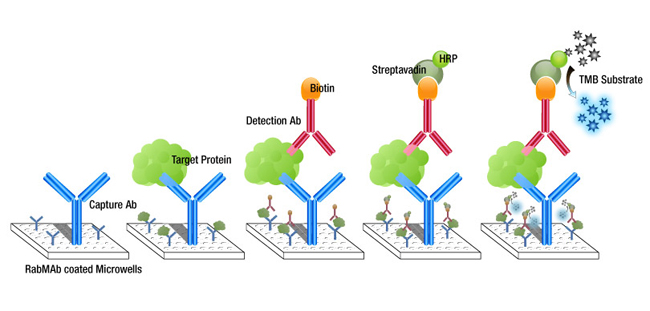 HRP
Streptavadin
TMB Substrate
Biotin
Detection Ab
Target Protein
Capture Ab
RabMAb coated Microwells